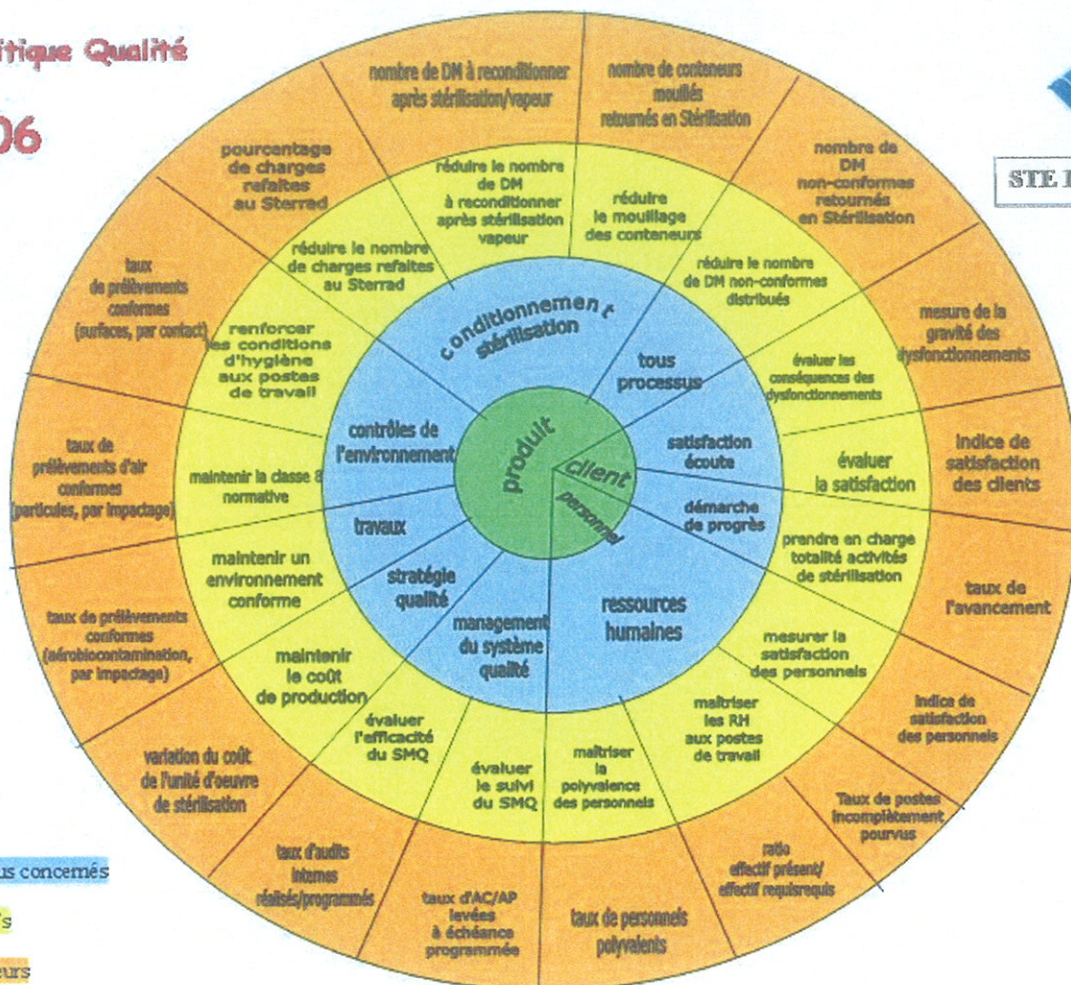 itique Qualité
06
STE
nombre de DM à reconditionner
après stérilisation/vapeur
nombre de conteneurs
mouillés
retournés en Stérilisation
nombre de
DM
non-conformes
retournés
en Stérilisation
mesure de la
gravité des
dysfonctionnements
indice de
satisfaction
des clients
taux de
l'avancement
indice de
satisfaction
des personnels
Taux de postes
incomplètement
pourvus
ratio
effectif présent/
effectif requisrequis
taux de personnels
polyvalents
taux d'AC/AP
levées
à échéance
programmée
taux d'audits
internes
réalisés/programmés
variation du coût
de l'unité d'oeuvre
de stérilisation
taux de prélèvements
conformes
(aérobiocontamination,
par impactage)
taux de
prélèvements d'air
conformes
(particules, par impactage)
taux
de prélèvements
conformes
(surfaces, par contact)
pourcentage
de charges
refaites
au Sterrad
réduire le nombre
de DM
à reconditionner
après stérilisation
vapeur
réduire
le mouillage
des conteneurs
réduire le nombre
de DM non-conformes
distribués
évaluer les
conséquences des
dysfonctionnements
évaluer
la satisfaction
prendre en charge
totalité activités
de stérilisation
mesurer la
satisfaction
des personnels
maîtriser
les RH
aux postes
de travail
maîtriser
la
polyvalence
des personnels
évaluer
le suivi
du SMQ
évaluer
l'efficacité
du SMQ
maintenir
le coût
de production
maintenir un
environnement
conforme
maintenir la classe 8
normative
renforcer
les conditions
d'hygiène
aux postes
de travail
réduire le nombre
de charges refaites
au Sterrad
conditionnement
stérilisation
tous
processus
satisfaction
écoute
démarche
de progrès
ressources
humaines
management
du système
qualité
stratégie
qualité
travaux
contrôles de
l'environnement
produit
client
personnel
us concernés
fs
eurs